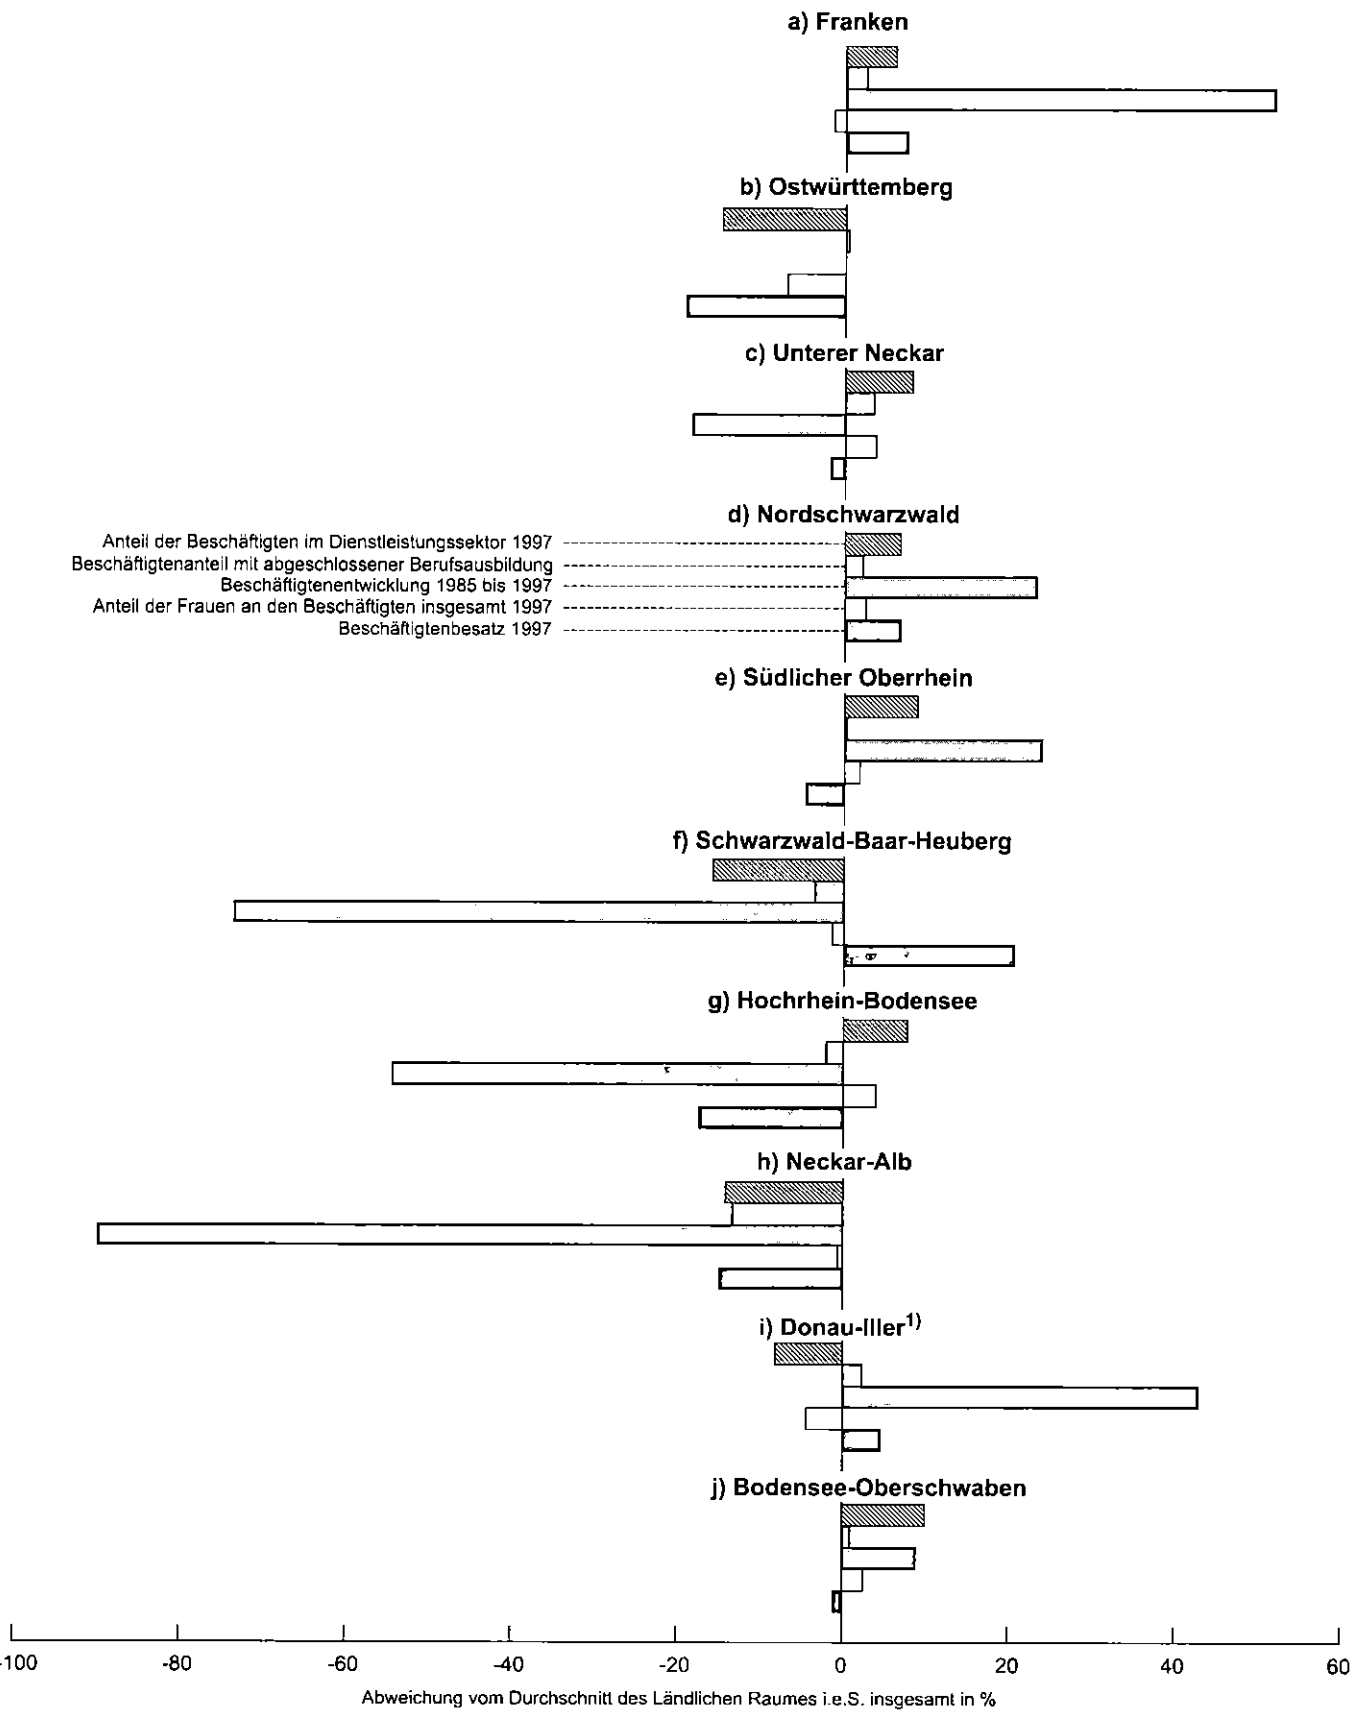 a) Franken
b) Ostwürttemberg
c) Unterer Neckar
d) Nordschwarzwald
Anteil der Beschäftigten im Dienstleistungssektor 1997
Beschäftigtenanteil mit abgeschlossener Berufsausbildung
Beschäftigtenentwicklung 1985 bis 1997
Anteil der Frauen an den Beschäftigten insgesamt 1997
Beschäftigtenbesatz 1997
e) Südlicher Oberrhein
f) Schwarzwald-Baar-Heuberg
g) Hochrhein-Bodensee
h) Neckar-Alb
i) Donau-Iller1)
j) Bodensee-Oberschwaben
-100 -80 -60 -40 -20 0 20 40 60
Abweichung vom Durchschnitt des Ländlichen Raumes i.e.S. insgesamt in %